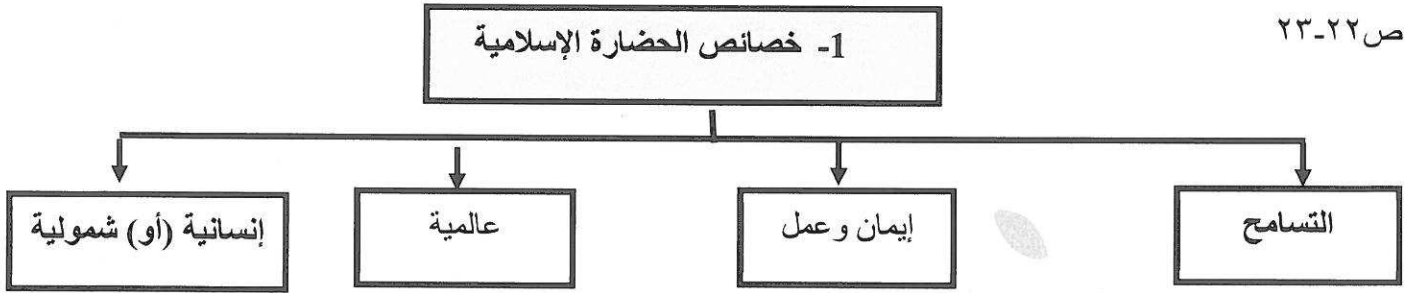 ص٢٢-٢٣
1- خصائص الحضارة الإسلامية
التسامح
إيمان وعمل
عالمية
إنسانية (أو) شمولية